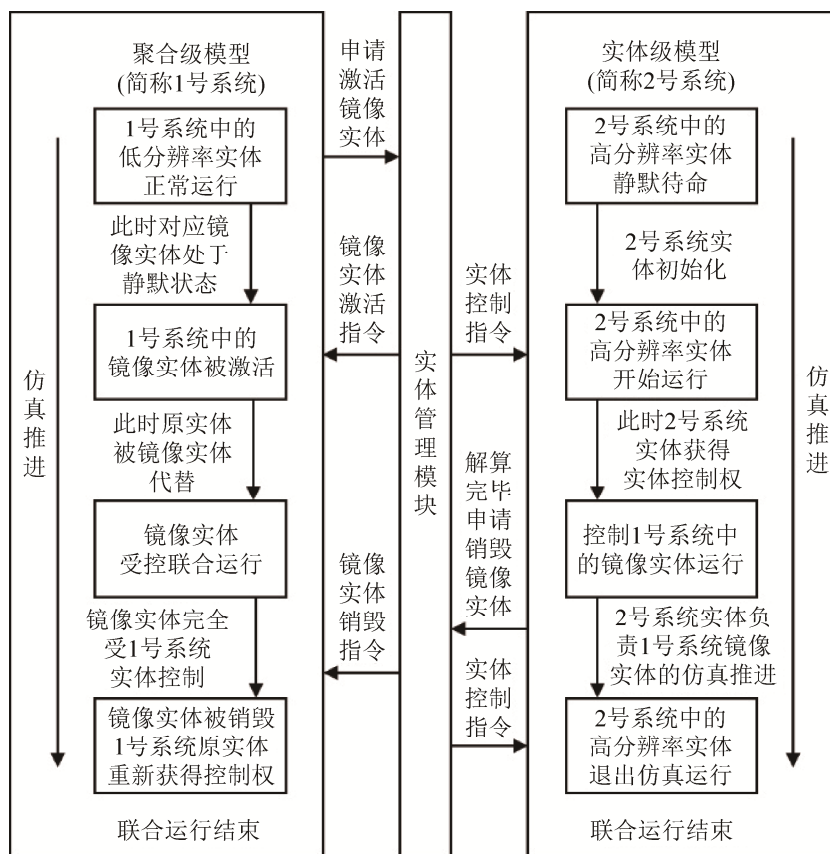 聚合级模型
(简称1号系统)
1号系统中的
低分辨率实体
正常运行
此时对应镜
像实体处于
静默状态
1号系统中的
镜像实体被激活
此时原实体
被镜像实体
代替
镜像实体
受控联合运行
镜像实体完全
受1号系统
实体控制
镜像实体被销毁
1号系统原实体
重新获得控制权
联合运行结束
仿真推进
申请
激活
镜像
实体
镜像
实体
激活
指令
镜像
实体
销毁
指令
实体管理模块
实体
控制
指令
解算
完毕
申请
销毁
镜像
实体
实体
控制
指令
实体级模型
(简称2号系统)
2号系统中的
高分辨率实体
静默待命
2号系统实
体初始化
2号系统中的
高分辨率实体
开始运行
此时2号系统
实体获得
实体控制权
控制1号系统中
的镜像实体运行
2号系统实体负
责1号系统镜像
实体的仿真推进
2号系统中的
高分辨率实体
退出仿真运行
联合运行结束
仿真推进